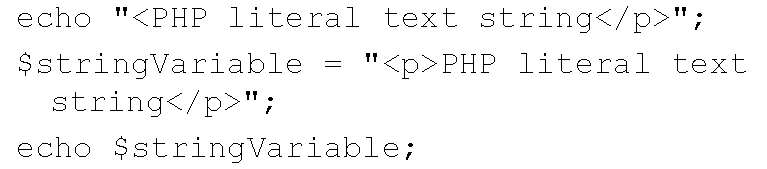 echo "<PHP literal text string</p>";
$stringVariable = "<p>PHP literal text
string</p>";
echo $stringVariable;